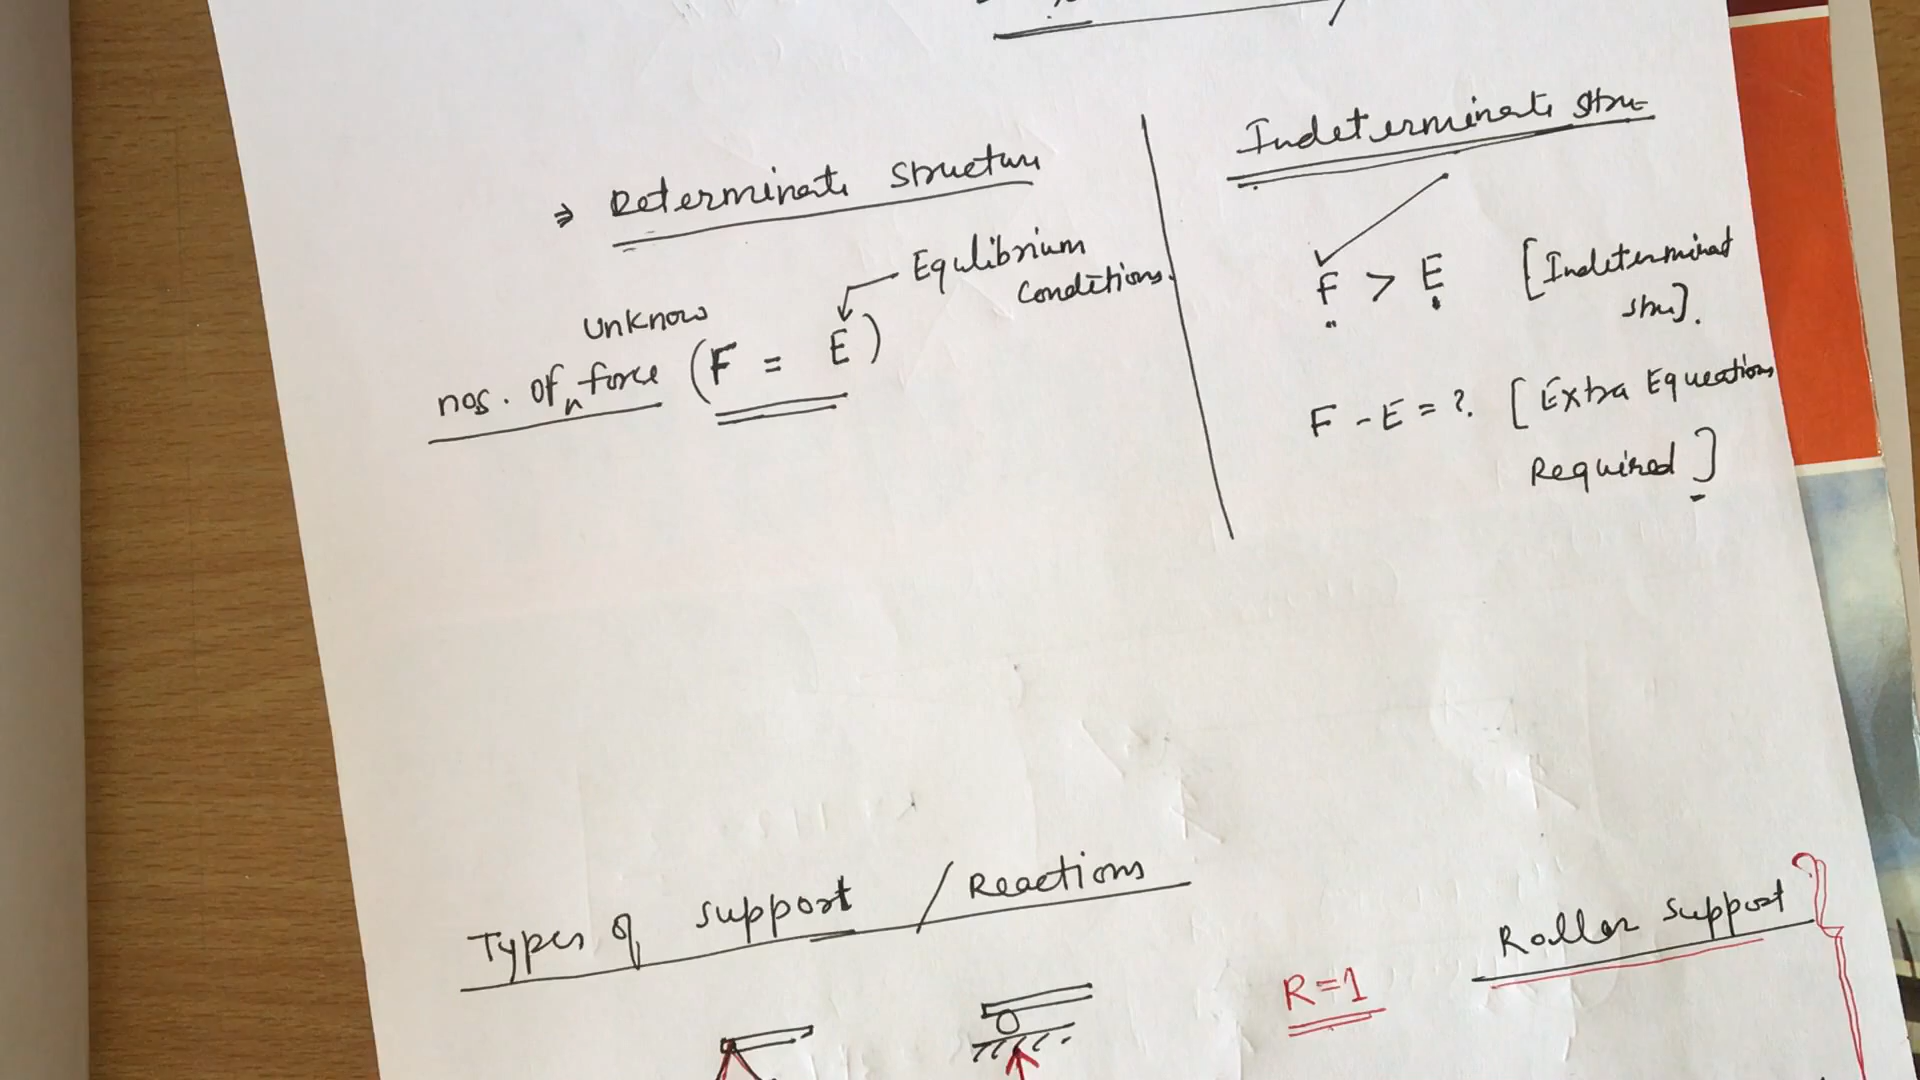 ⇒ Determinate Structure
Equlibrium
Conditions.
Unknow
nos. of force (F = E)
Indeterminate stru
F > E [Indeterminat
stru].
F - E = ?. [Extra Equeations
Required]
Types of support / Reactions
R=1
Roller support